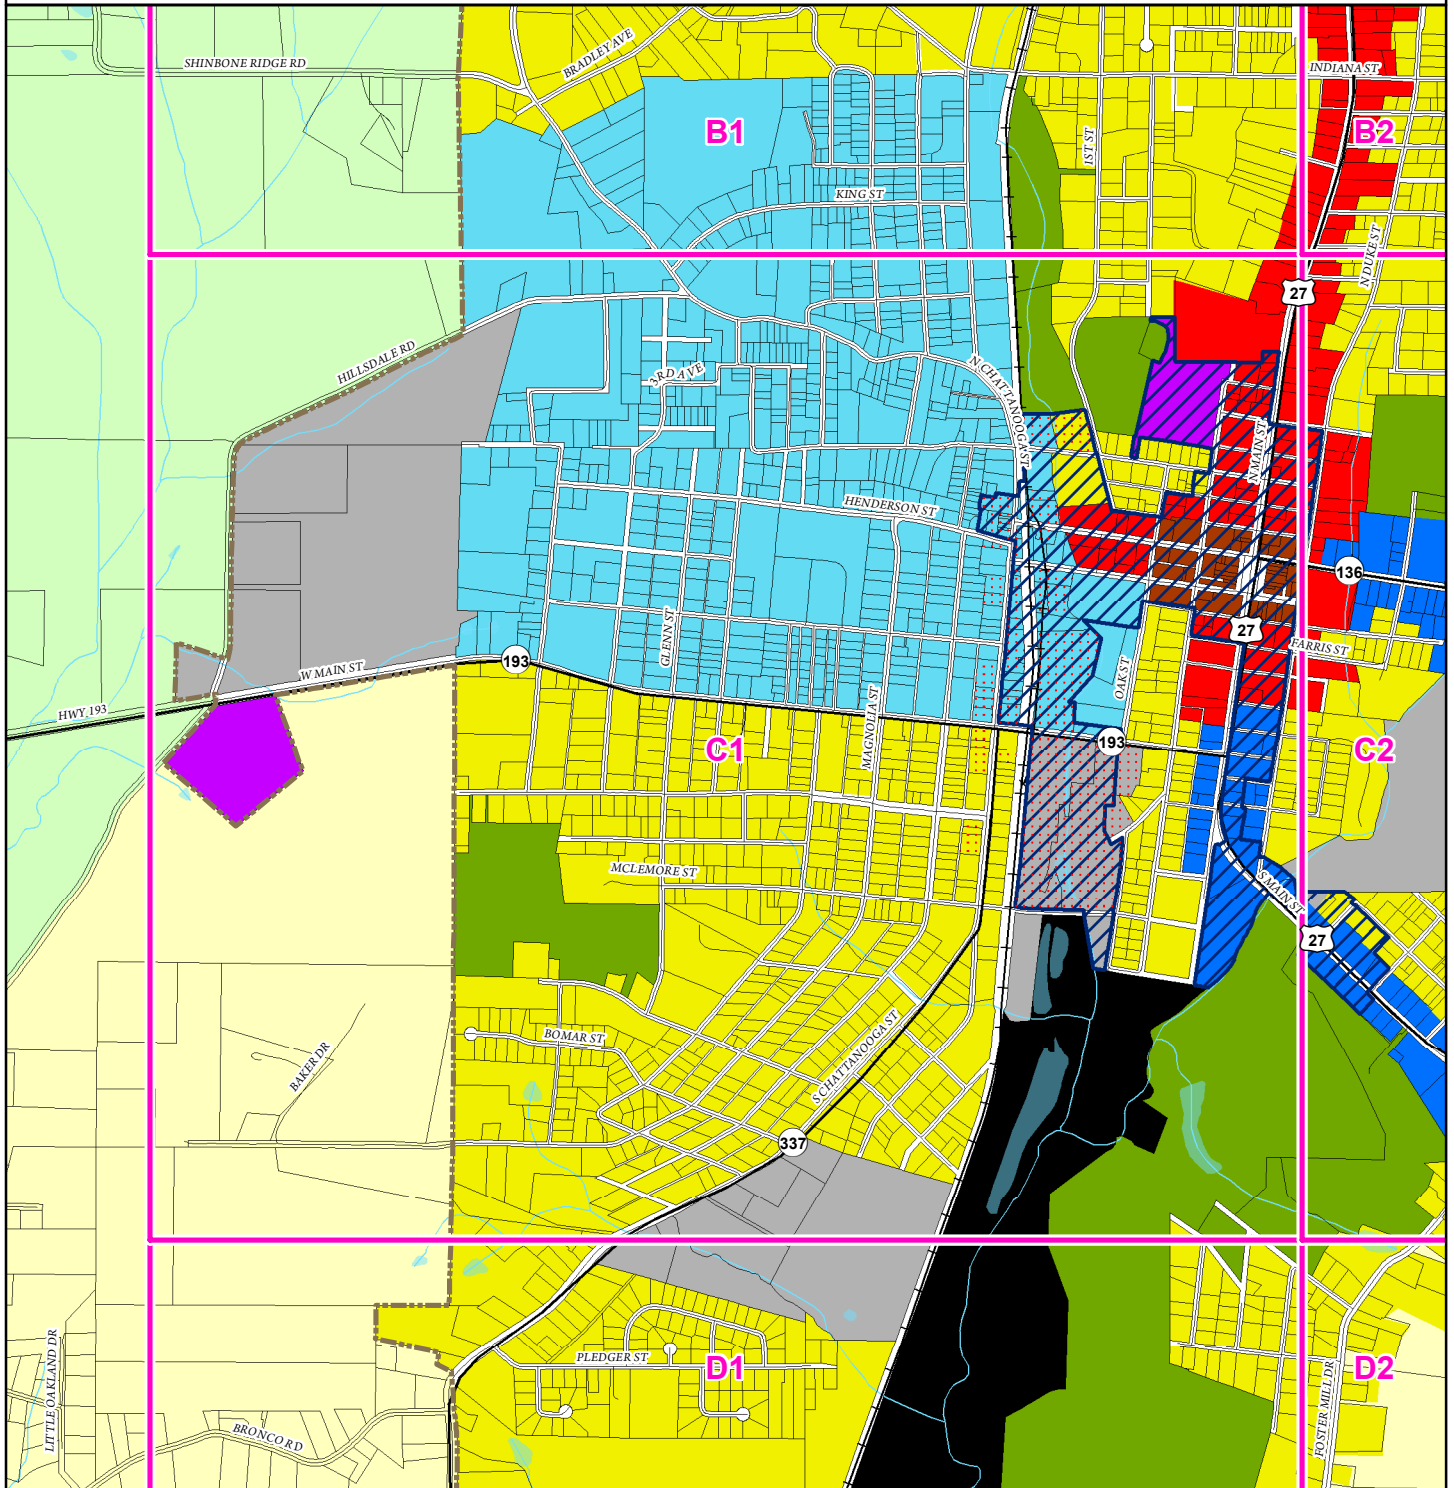 SHINBONE RIDGE RD
BRADLEY AVE
INDIANA ST
B1
B2
1ST ST
KING ST
N DUKE ST
27
HILLSDALE RD
3RD AVE
N CHATTANOOGA ST
N MAIN ST
HENDERSON ST
136
GLENN ST
27
FARRIS ST
193
W MAIN ST
OAK ST
HWY 193
MAGNOLIA ST
193
C1
C2
MCLEMORE ST
S MAIN ST
27
BOMAR ST
BAKER DR
S CHATTANOOGA ST
337
PLEDGER ST
D1
D2
LITTLE OAKLAND DR
FOSTER MILL DR
BRONCO RD